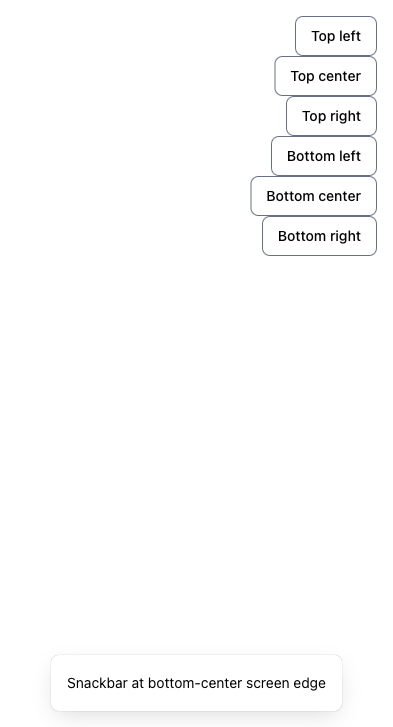 Top left
Top center
Top right
Bottom left
Bottom center
Bottom right
Snackbar at bottom-center screen edge